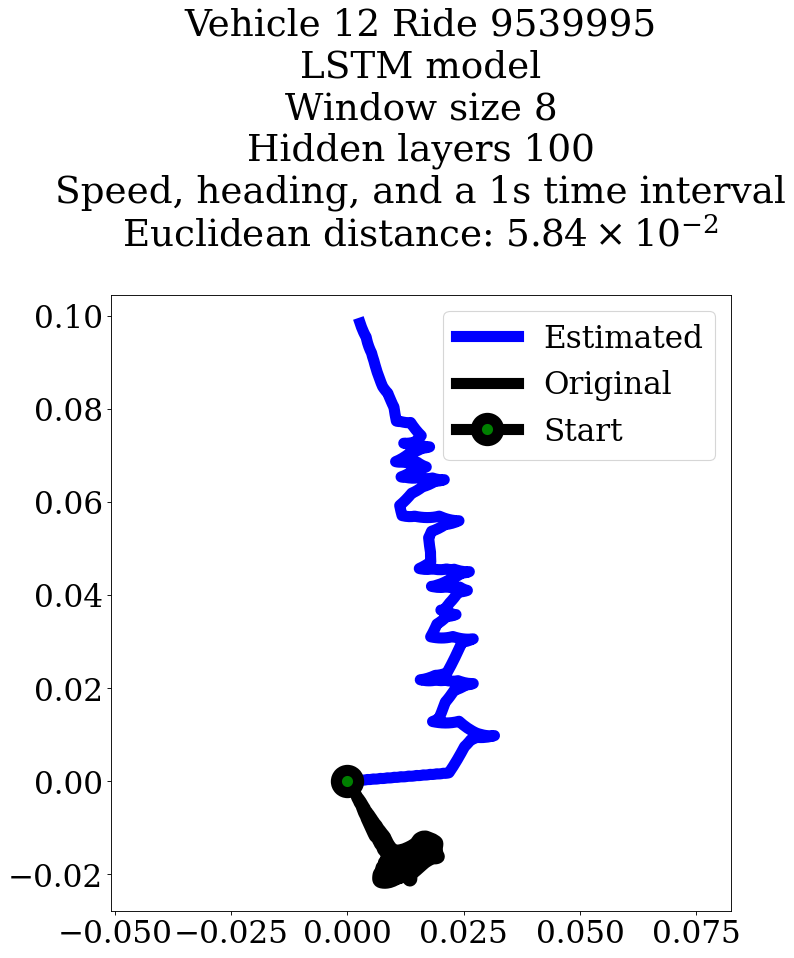 Vehicle 12 Ride 9539995
LSTM model
Window size 8
Hidden layers 100
Speed, heading, and a 1s time interval
Euclidean distance: 5.84 × 10⁻²
Estimated
Original
Start
0.10
0.08
0.06
0.04
0.02
0.00
−0.02
−0.050 −0.025 0.000 0.025 0.050 0.075